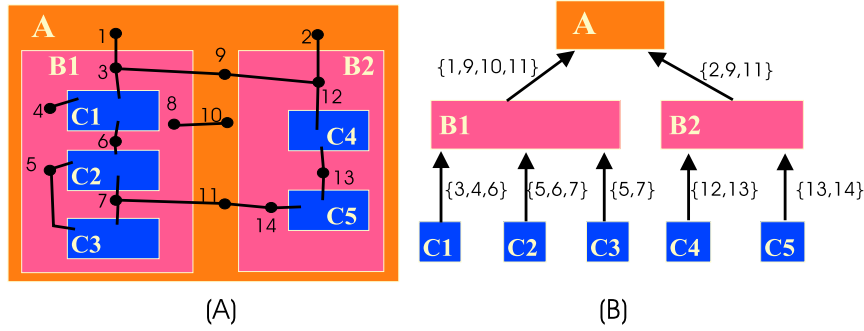 A
1
2
B1
B2
9
3
12
4
C1
8
10
C4
6
5
C2
13
7
11
14
C5
C3
(A)
A
{1,9,10,11}
{2,9,11}
B1
B2
{3,4,6}
{5,6,7}
{5,7}
{12,13}
{13,14}
C1
C2
C3
C4
C5
(B)